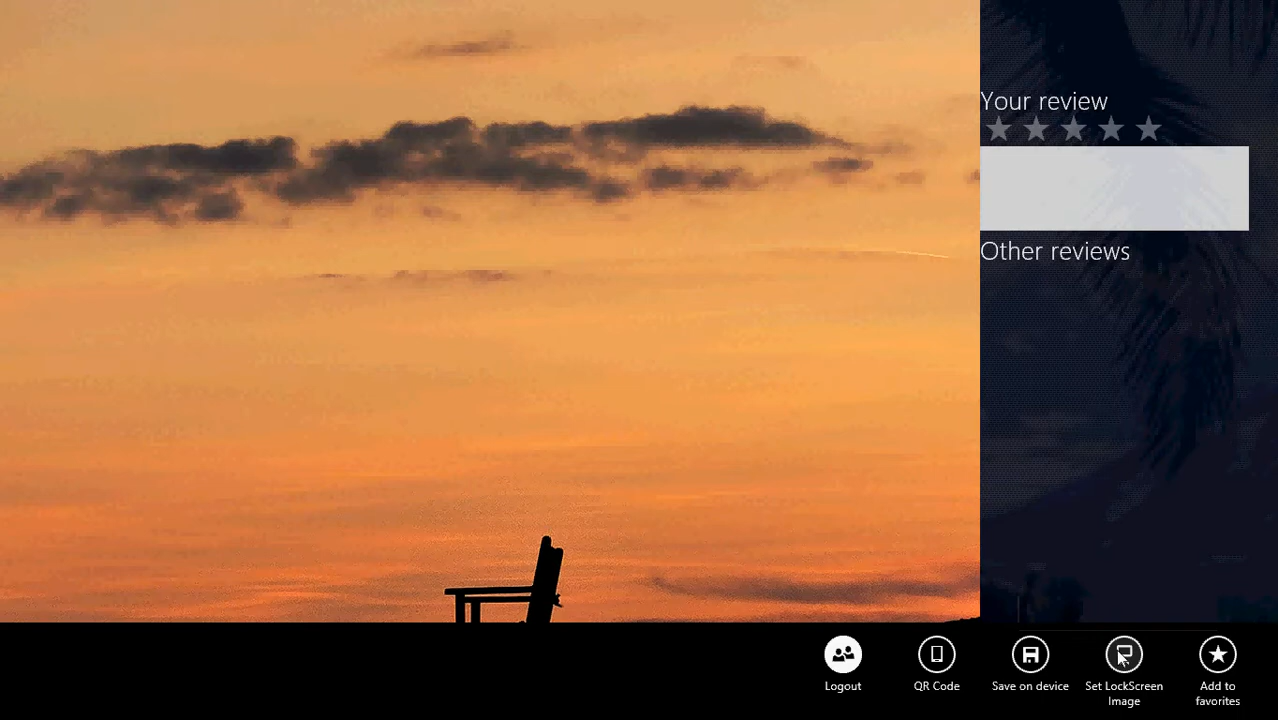 Your review
Other reviews
Logout
QR Code
Save on device
Set LockScreen
Image
Add to
favorites